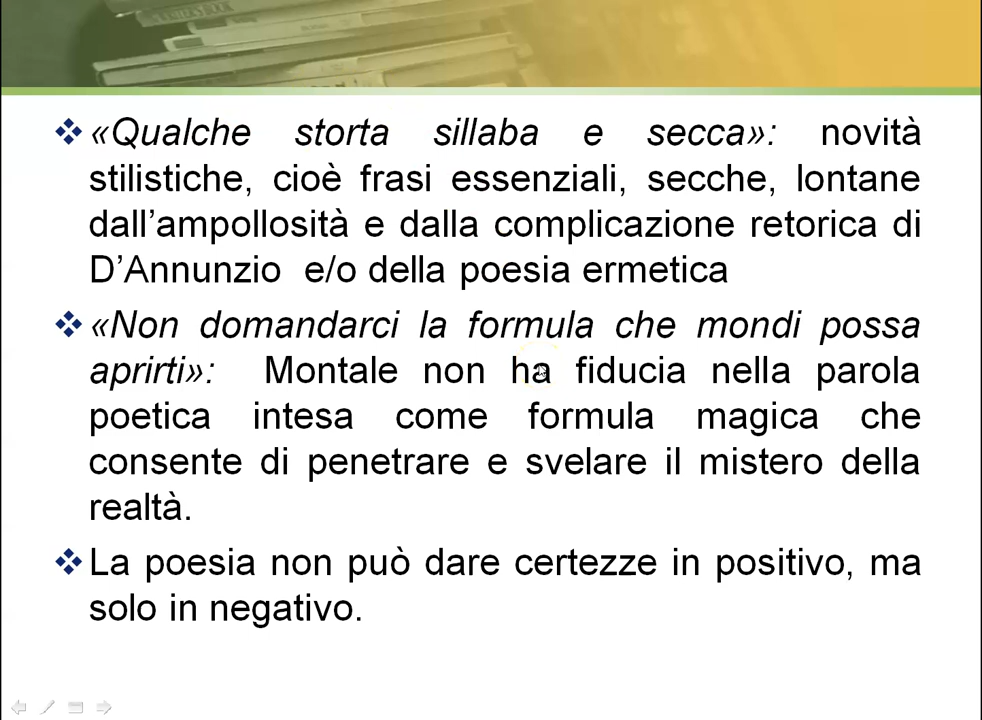 «Qualche storta sillaba e secca»: novità
stilistiche, cioè frasi essenziali, secche, lontane
dall’ampollosità e dalla complicazione retorica di
D’Annunzio e/o della poesia ermetica
«Non domandarci la formula che mondi possa
aprirti»: Montale non ha fiducia nella parola
poetica intesa come formula magica che
consente di penetrare e svelare il mistero della
realtà.
La poesia non può dare certezze in positivo, ma
solo in negativo.